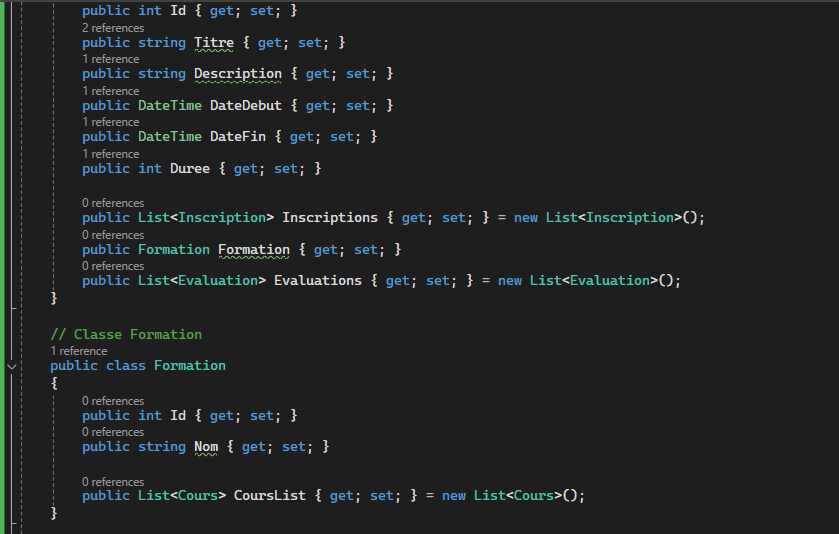 public int Id { get; set; }
2 references
public string Titre { get; set; }
1 reference
public string Description { get; set; }
1 reference
public DateTime DateDebut { get; set; }
1 reference
public DateTime DateFin { get; set; }
1 reference
public int Duree { get; set; }
0 references
public List<Inscription> Inscriptions { get; set; } = new List<Inscription>();
0 references
public Formation Formation { get; set; }
0 references
public List<Evaluation> Evaluations { get; set; } = new List<Evaluation>();
}
// Classe Formation
1 reference
public class Formation
{
0 references
public int Id { get; set; }
0 references
public string Nom { get; set; }
0 references
public List<Cours> CoursList { get; set; } = new List<Cours>();
}